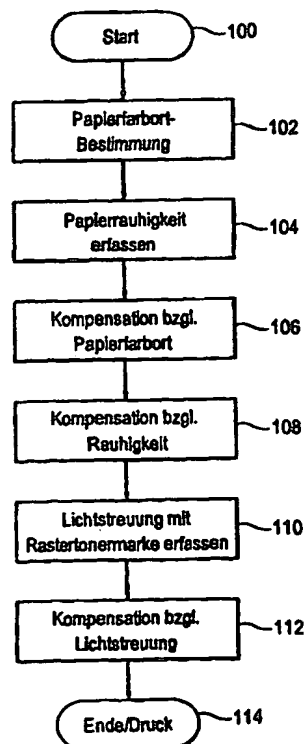 Start
100
Papierfarbort-
Bestimmung
102
Papierrauhigkeit
erfassen
104
Kompensation bzgl.
Papierfarbort
106
Kompensation bzgl.
Rauhigkeit
108
Lichtstreuung mit
Rastertonermarke erfassen
110
Kompensation bzgl.
Lichtstreuung
112
Ende/Druck
114